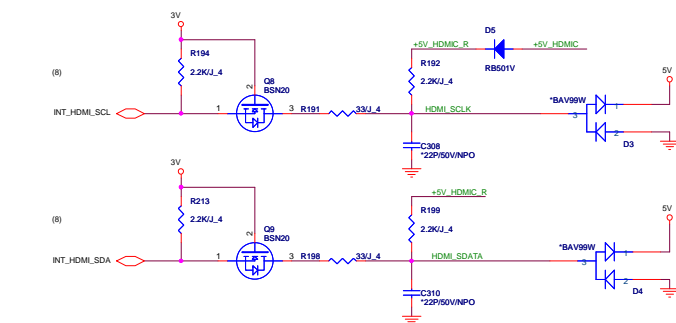 3V
D5
+5V_HDMIC_R
+5V_HDMIC
R194
RB501V
R192
2.2K/J_4
(8)
Q8
BSN20
2.2K/J_4
5V
2
*BAV99W
1
INT_HDMI_SCL
1
3
R191
33/J_4
HDMI_SCLK
3
2
D3
C308
*22P/50V/NPO
3V
+5V_HDMIC_R
R213
R199
5V
(8)
2.2K/J_4
Q9
BSN20
2.2K/J_4
2
*BAV99W
1
INT_HDMI_SDA
1
3
R198
33/J_4
HDMI_SDATA
3
2
D4
C310
*22P/50V/NPO